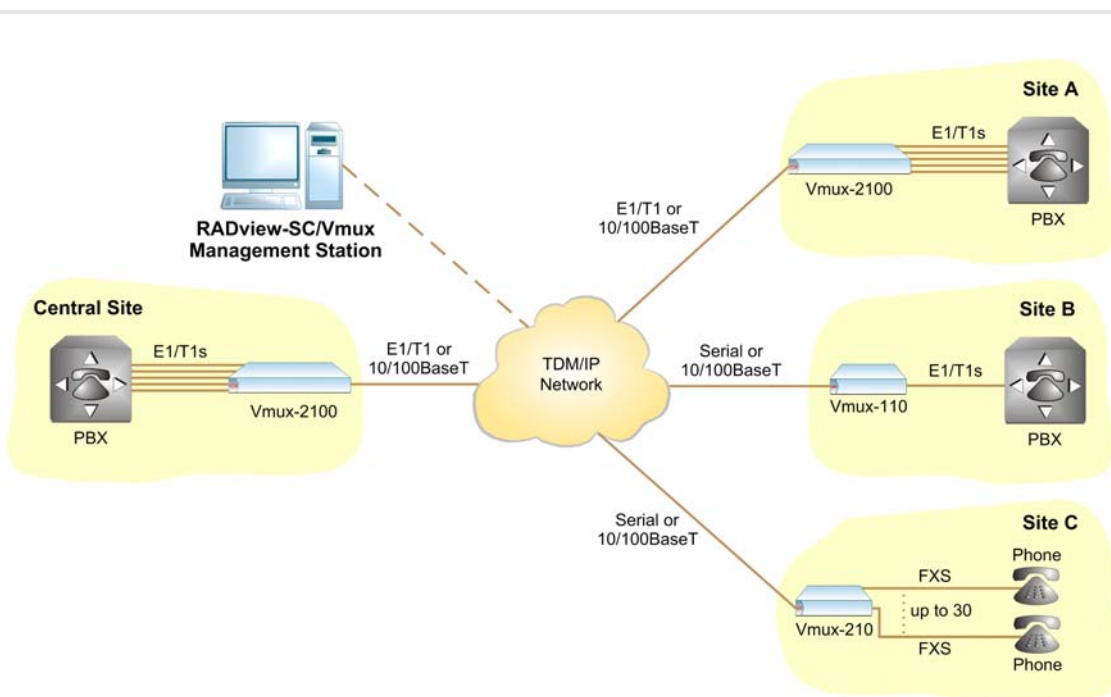 Site A
E1/T1s
Vmux-2100
PBX
E1/T1 or
10/100BaseT
RADview-SC/Vmux
Management Station
Central Site
E1/T1s
Vmux-2100
PBX
E1/T1 or
10/100BaseT
TDM/IP
Network
Serial or
10/100BaseT
Site B
E1/T1s
Vmux-110
PBX
Serial or
10/100BaseT
Site C
Phone
FXS
up to 30
Vmux-210
FXS
Phone